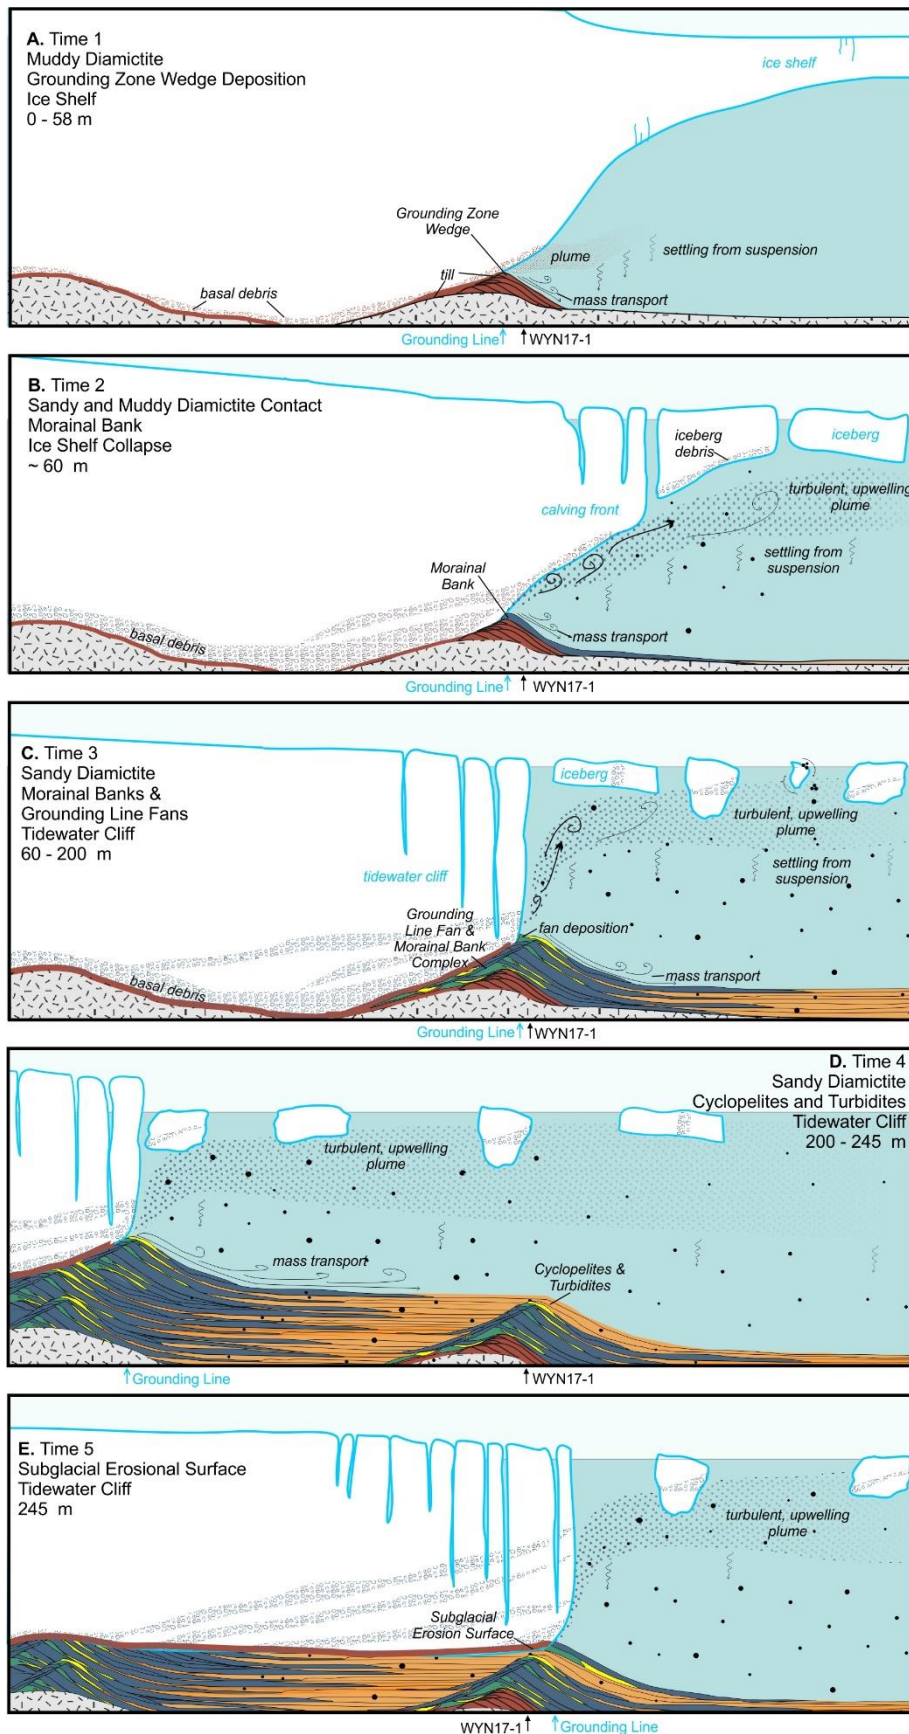 A. Time 1
Muddy Diamictite
Grounding Zone Wedge Deposition
Ice Shelf
0 - 58 m
ice shelf
Grounding Zone
Wedge
settling from suspension
plume
till
basal debris
mass transport
Grounding Line
WYN17-1
B. Time 2
Sandy and Muddy Diamictite Contact
Morainal Bank
Ice Shelf Collapse
~ 60 m
iceberg
debris
iceberg
turbulent, upwelling
plume
calving front
settling from
suspension
Morainal
Bank
mass transport
basal debris
Grounding Line
WYN17-1
C. Time 3
Sandy Diamictite
Morainal Banks &
Grounding Line Fans
Tidewater Cliff
60 - 200 m
iceberg
turbulent, upwelling
plume
settling from
suspension
tidewater cliff
Grounding
Line Fan &
Morainal Bank
Complex
fan deposition
mass transport
basal debris
Grounding Line
WYN17-1
D. Time 4
Sandy Diamictite
Cyclopelites and Turbidites
Tidewater Cliff
200 - 245 m
turbulent, upwelling
plume
mass transport
Cyclopelites &
Turbidites
Grounding Line
WYN17-1
E. Time 5
Subglacial Erosional Surface
Tidewater Cliff
245 m
turbulent, upwelling
plume
Subglacial
Erosion Surface
WYN17-1
Grounding Line